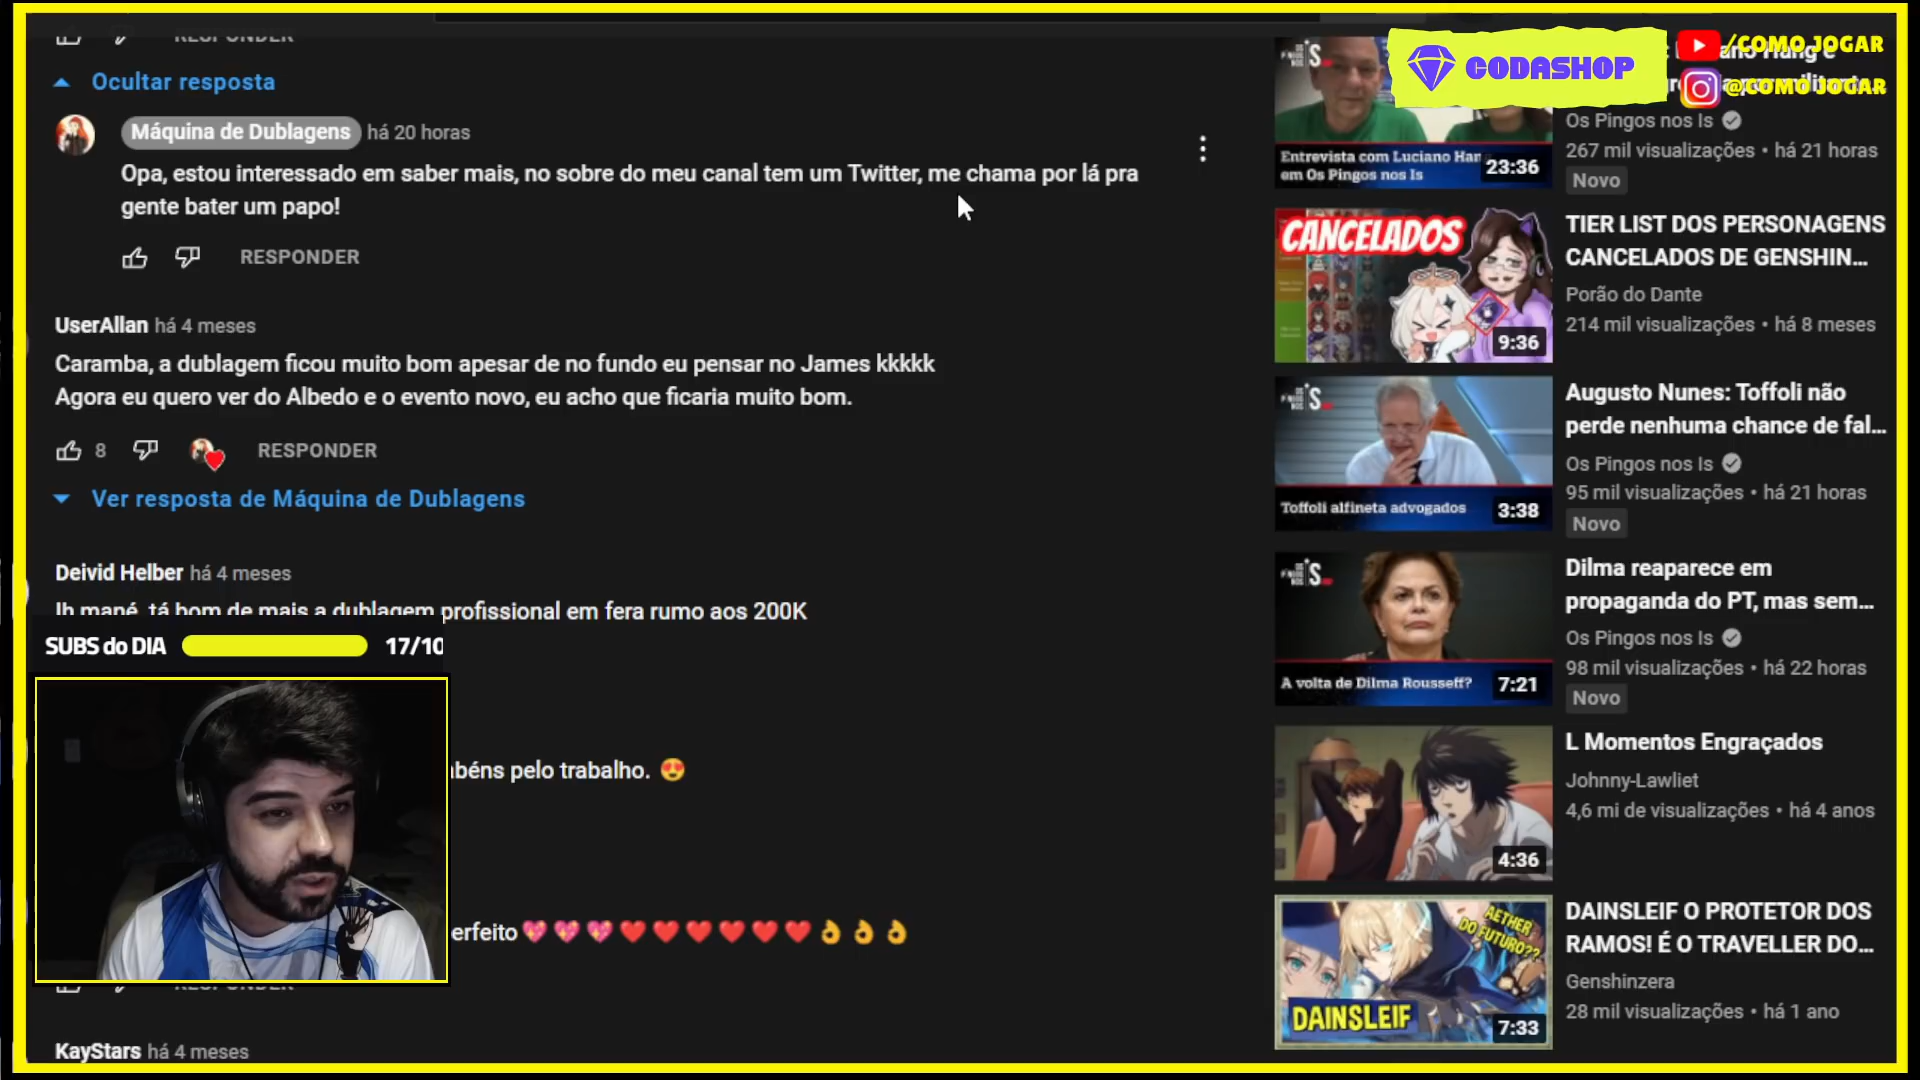 RESPONDER
Ocultar resposta
Máquina de Dublagens há 20 horas
Opa, estou interessado em saber mais, no sobre do meu canal tem um Twitter, me chama por lá pra
gente bater um papo!
RESPONDER
UserAllan há 4 meses
Caramba, a dublagem ficou muito bom apesar de no fundo eu pensar no James kkkkk
Agora eu quero ver do Albedo e o evento novo, eu acho que ficaria muito bom.
8 RESPONDER
Ver resposta de Máquina de Dublagens
Deivid Helber há 4 meses
Ih mané, tá bom de mais a dublagem profissional em fera rumo aos 200K
SUBS do DIA 17/10
béns pelo trabalho. 😍
erfeito 💖💖💖❤️❤️❤️❤️❤️❤️👌👌👌
RESPONDER
KayStars há 4 meses
CODASHOP
/COMO JOGAR
@COMO JOGAR
Entrevista com Luciano Han
em Os Pingos nos Is
23:36
Os Pingos nos Is
267 mil visualizações • há 21 horas
Novo
CANCELADOS
9:36
TIER LIST DOS PERSONAGENS
CANCELADOS DE GENSHIN...
Porão do Dante
214 mil visualizações • há 8 meses
Toffoli alfineta advogados
3:38
Augusto Nunes: Toffoli não
perde nenhuma chance de fal...
Os Pingos nos Is
95 mil visualizações • há 21 horas
Novo
A volta de Dilma Rousseff?
7:21
Dilma reaparece em
propaganda do PT, mas sem...
Os Pingos nos Is
98 mil visualizações • há 22 horas
Novo
4:36
L Momentos Engraçados
Johnny-Lawliet
4,6 mi de visualizações • há 4 anos
AETHER
DO FUTURO??
DAINSLEIF
7:33
DAINSLEIF O PROTETOR DOS
RAMOS! É O TRAVELLER DO...
Genshinzera
28 mil visualizações • há 1 ano